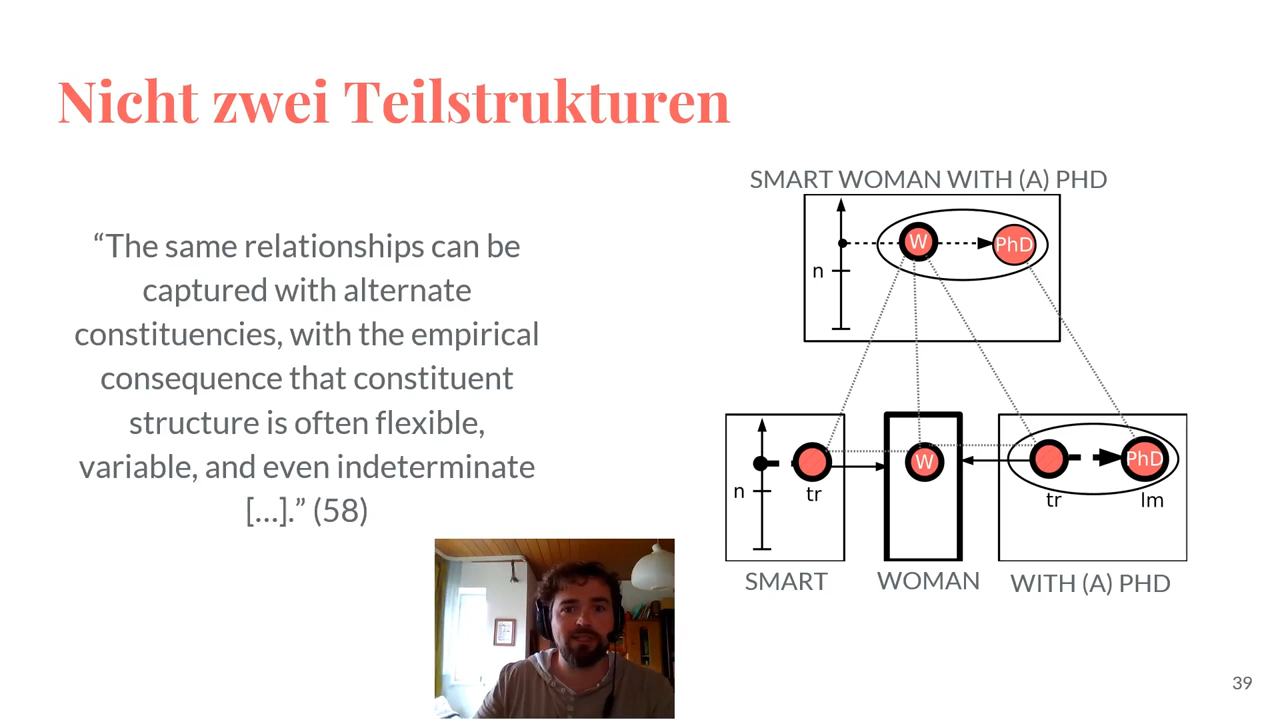 Nicht zwei Teilstrukturen
“The same relationships can be
captured with alternate
constituencies, with the empirical
consequence that constituent
structure is often flexible,
variable, and even indeterminate
[…].” (58)
SMART WOMAN WITH (A) PHD
W
PhD
n
W
PhD
n
tr
tr
lm
SMART
WOMAN
WITH (A) PHD
39